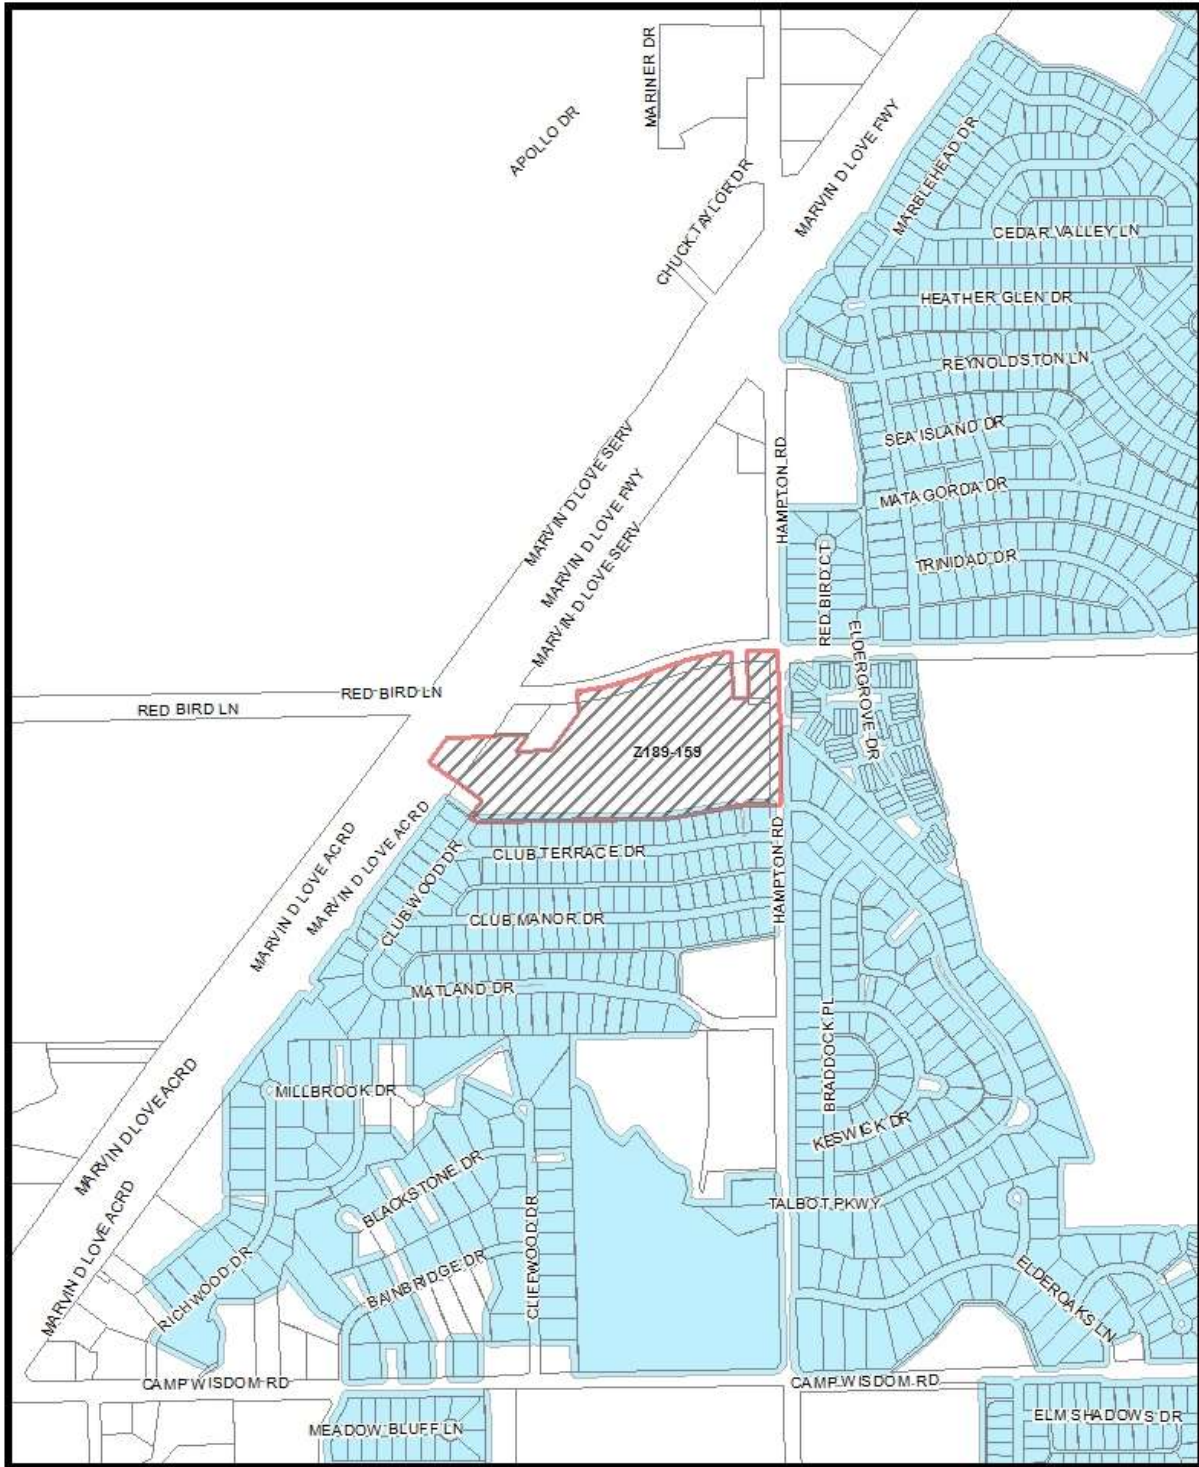 MARINER DR
APOLLO DR
MARVIN D LOVE FWY
MARBLEHEAD DR
CHUCK TAYLOR DR
CEDAR VALLEY LN
HEATHER GLEN DR
REYNOLDSTON LN
SEA ISLAND DR
HAMPTON RD
MARVIN D LOVE SERV
MARVIN D LOVE FWY
MARVIN D LOVE SERV
MATAGORDA DR
TRINIDAD DR
RED BIRD CT
ELDERGROVE DR
RED BIRD LN
RED BIRD LN
Z189-159
CLUB TERRACE DR
HAMPTON RD
MARVIN D LOVE ACRD
MARVIN D LOVE ACRD
CLUBWOOD DR
CLUB MANOR DR
MATLAND DR
BRADDOCK PL
MILLBROOK DR
KESWICK DR
MARVIN D LOVE ACRD
BLACKSTONE DR
TALBOT PKWY
CLIFFWOOD DR
MARVIN D LOVE ACRD
RICHWOOD DR
BAINBRIDGE DR
ELDEROAKS LN
CAMP WISDOM RD
CAMP WISDOM RD
MEADOW BLUFF LN
ELM SHADOWS DR